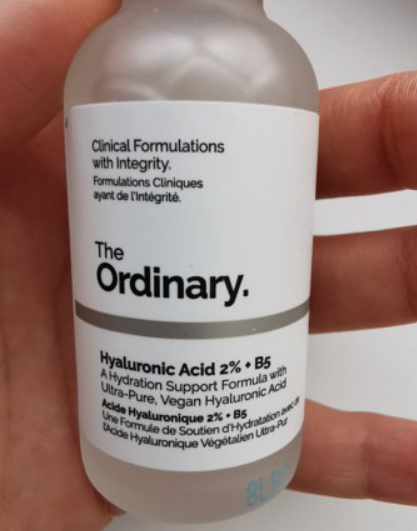 Clinical Formulations
with Integrity.
Formulations Cliniques
ayant de l'Intégrité.
The
Ordinary.
Hyaluronic Acid 2% + B5
A Hydration Support Formula with
Ultra-Pure, Vegan Hyaluronic Acid
Acide Hyaluronique 2% + B5
Une Formule de Soutien d'Hydratation avec de
l'Acide Hyaluronique Végétalien Ultra-Pur